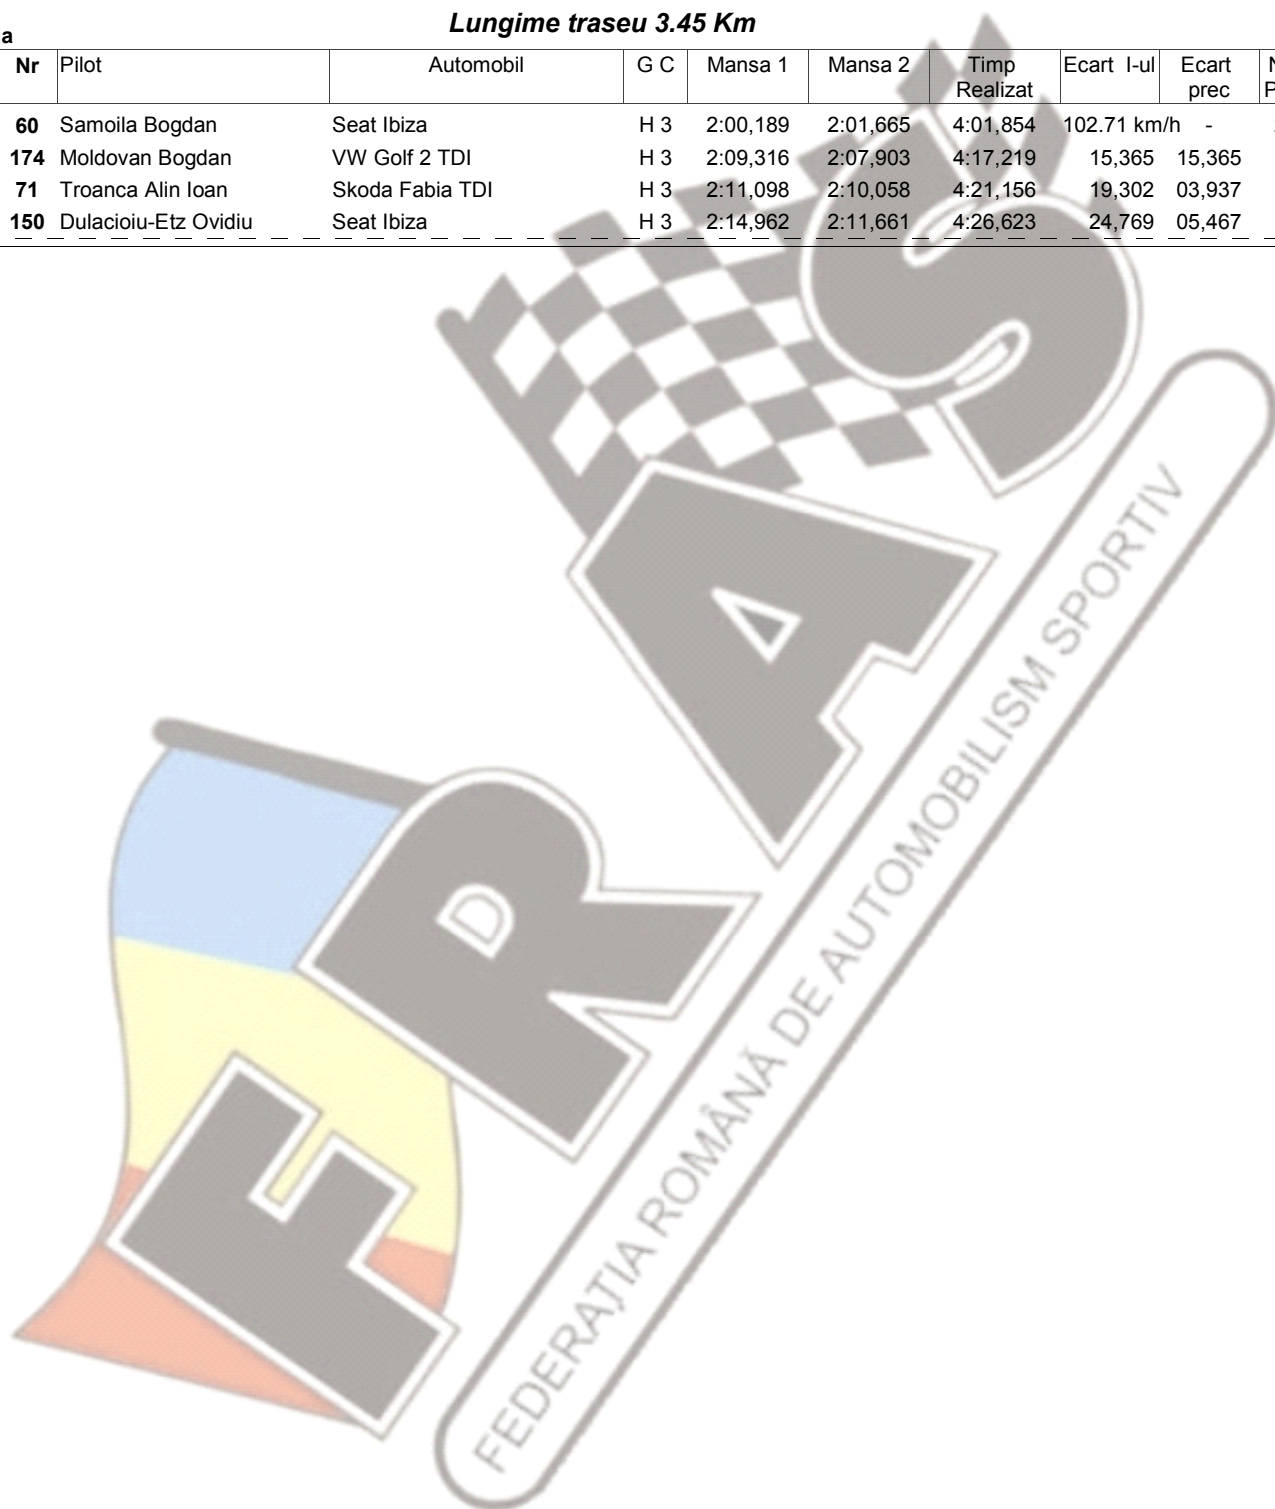 Lungime traseu 3.45 Km
a
Nr Pilot Automobil G C Mansa 1 Mansa 2 Timp Realizat Ecart I-ul Ecart prec
60 Samoila Bogdan Seat Ibiza H 3 2:00,189 2:01,665 4:01,854 102.71 km/h -
174 Moldovan Bogdan VW Golf 2 TDI H 3 2:09,316 2:07,903 4:17,219 15,365 15,365
71 Troanca Alin Ioan Skoda Fabia TDI H 3 2:11,098 2:10,058 4:21,156 19,302 03,937
150 Dulacioiu-Etz Ovidiu Seat Ibiza H 3 2:14,962 2:11,661 4:26,623 24,769 05,467
FRAS
FEDERAȚIA ROMÂNĂ DE AUTOMOBILISM SPORTIV